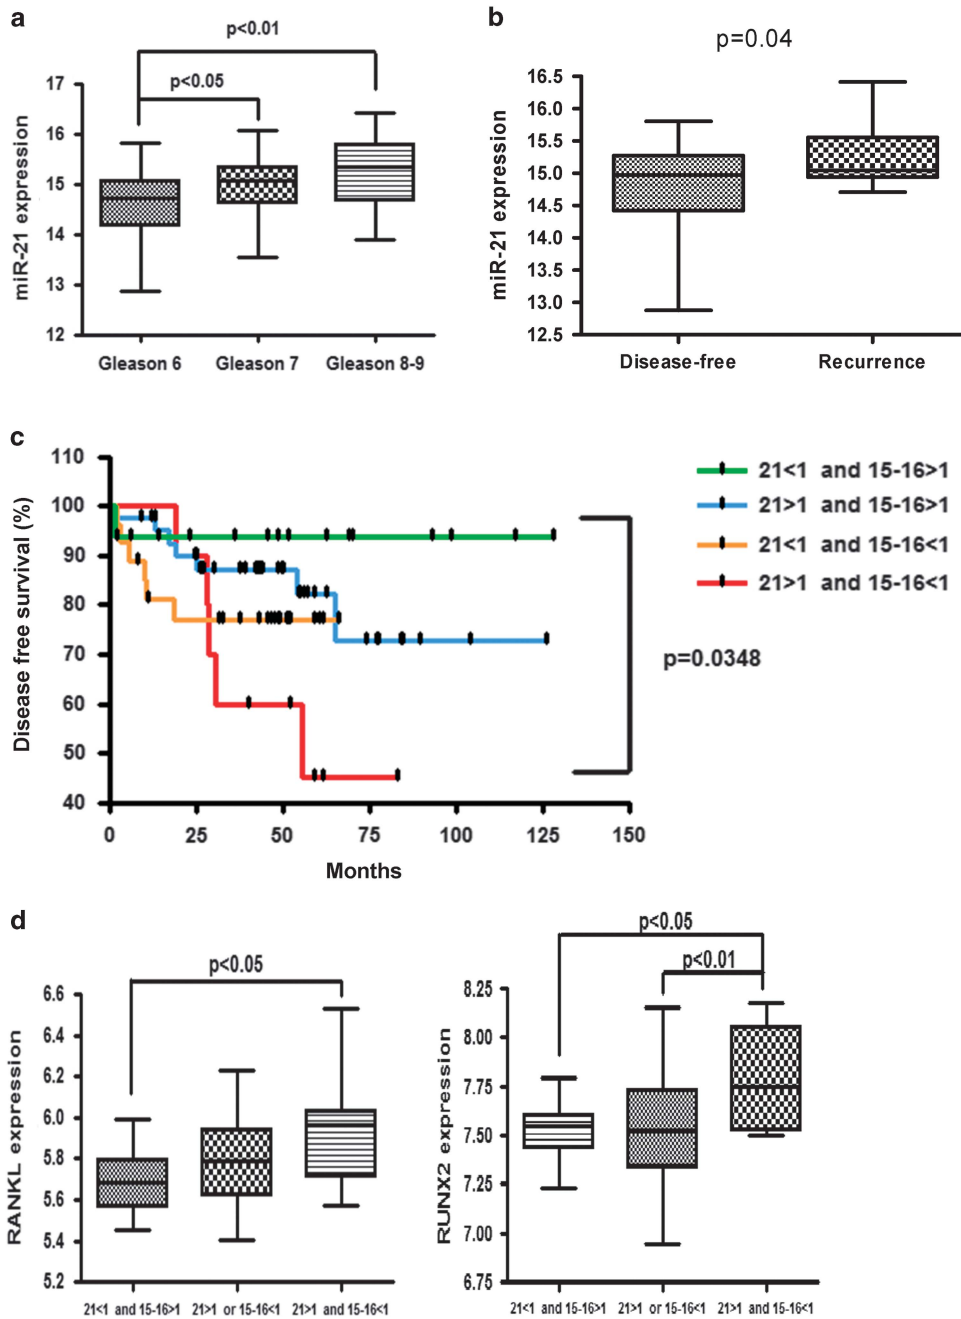 a
p<0.01
p<0.05
17
16
15
14
13
12
miR-21 expression
Gleason 6 Gleason 7 Gleason 8-9
b
p=0.04
16.5
16.0
15.5
15.0
14.5
14.0
13.5
13.0
12.5
miR-21 expression
Disease-free Recurrence
c
110
100
90
80
70
60
50
40
Disease free survival (%)
0 25 50 75 100 125 150
Months
21<1 and 15-16>1
21>1 and 15-16>1
21<1 and 15-16<1
21>1 and 15-16<1
p=0.0348
d
p<0.05
6.6
6.4
6.2
6.0
5.8
5.6
5.4
5.2
RANKL expression
21<1 and 15-16>1 21>1 or 15-16<1 21>1 and 15-16<1
p<0.05
p<0.01
8.25
8.00
7.75
7.50
7.25
7.00
6.75
RUNX2 expression
21<1 and 15-16>1 21>1 or 15-16<1 21>1 and 15-16<1